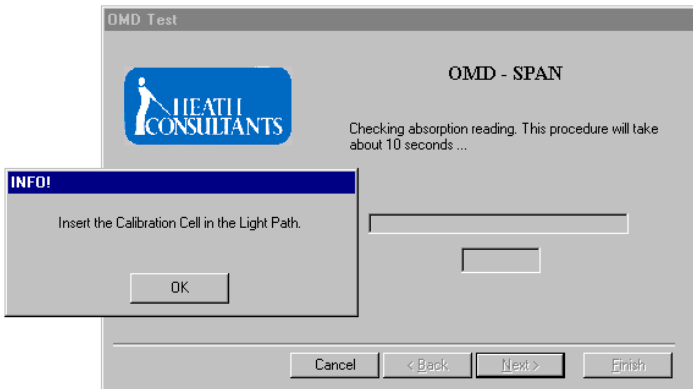 OMD Test
HEATH
CONSULTANTS
OMD - SPAN
Checking absorption reading. This procedure will take
about 10 seconds ...
INFO!
Insert the Calibration Cell in the Light Path.
OK
Cancel
< Back
Next >
Finish